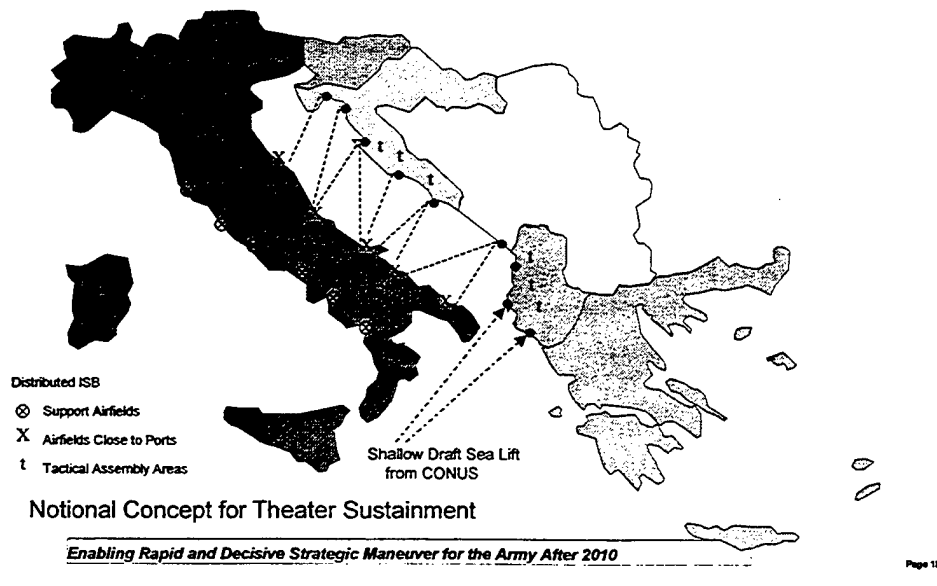 X
t
t
t
X
t
t
t
X
Distributed ISB
⊗ Support Airfields
X Airfields Close to Ports
t Tactical Assembly Areas
Shallow Draft Sea Lift
from CONUS
Notional Concept for Theater Sustainment
Enabling Rapid and Decisive Strategic Maneuver for the Army After 2010
Page